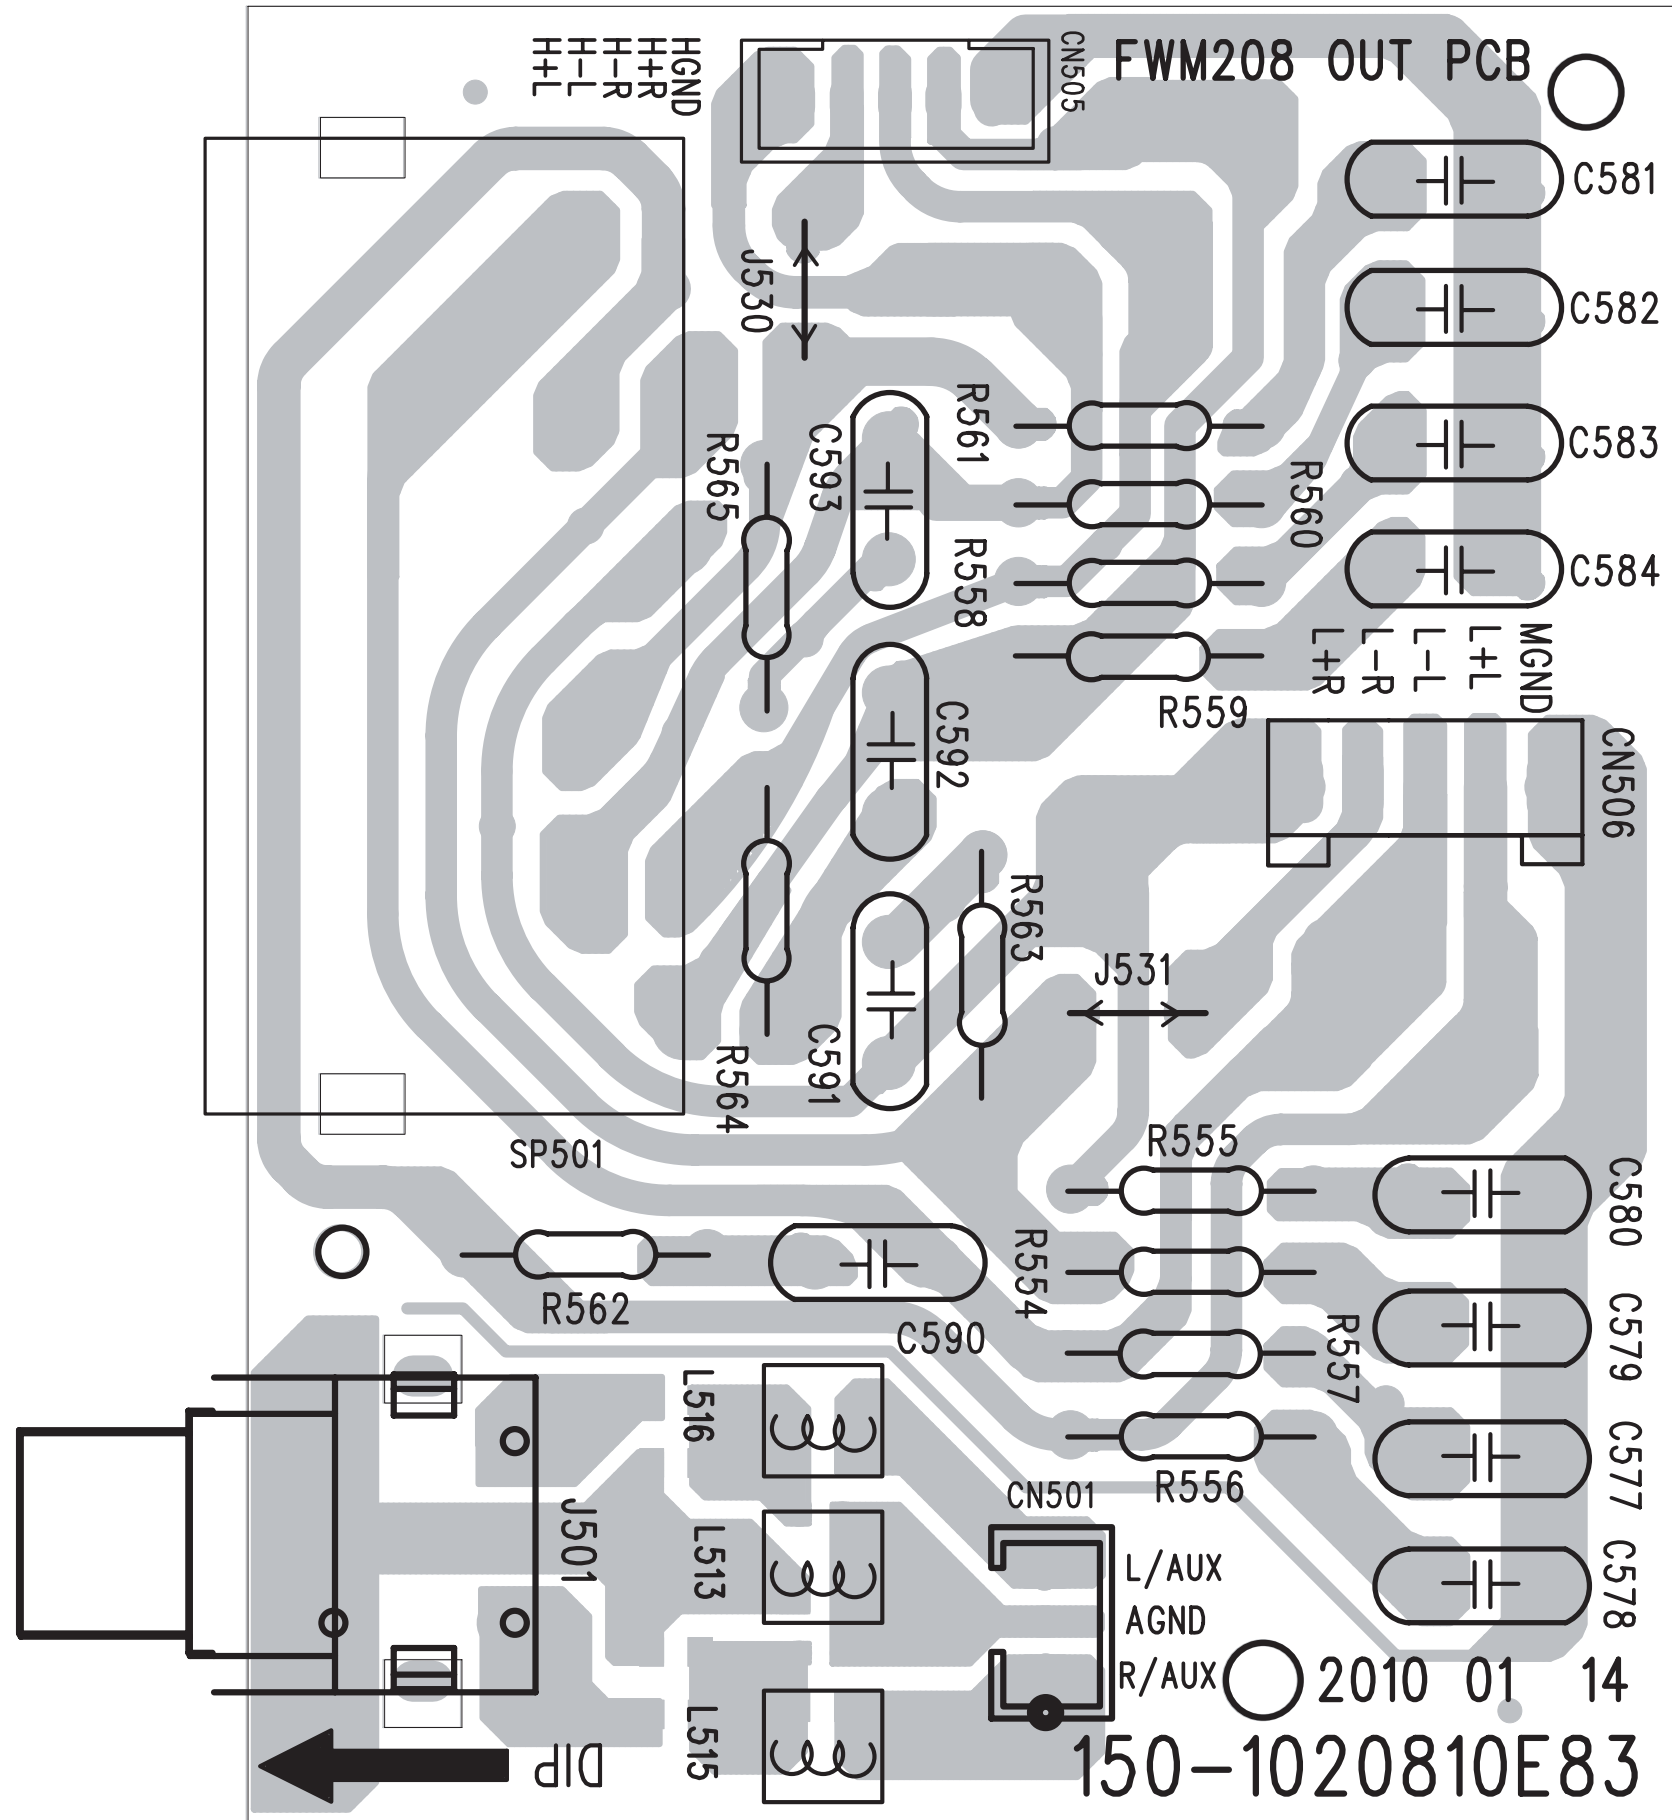 HGND
H+R
H-R
H-L
H+L
CN505
FWM208 OUT PCB
C581
J530
C582
R561
C593
R565
C583
R560
R558
C584
L+R
L-R
L-L
L+L
MGND
R559
C592
CN506
R563
J531
C591
R564
R555
SP501
C580
R554
R562
C590
C579
R557
L516
C577
CN501
R556
J501
L513
L/AUX
C578
AGND
R/AUX
2010 01 14
L515
DIP
150-1020810E83